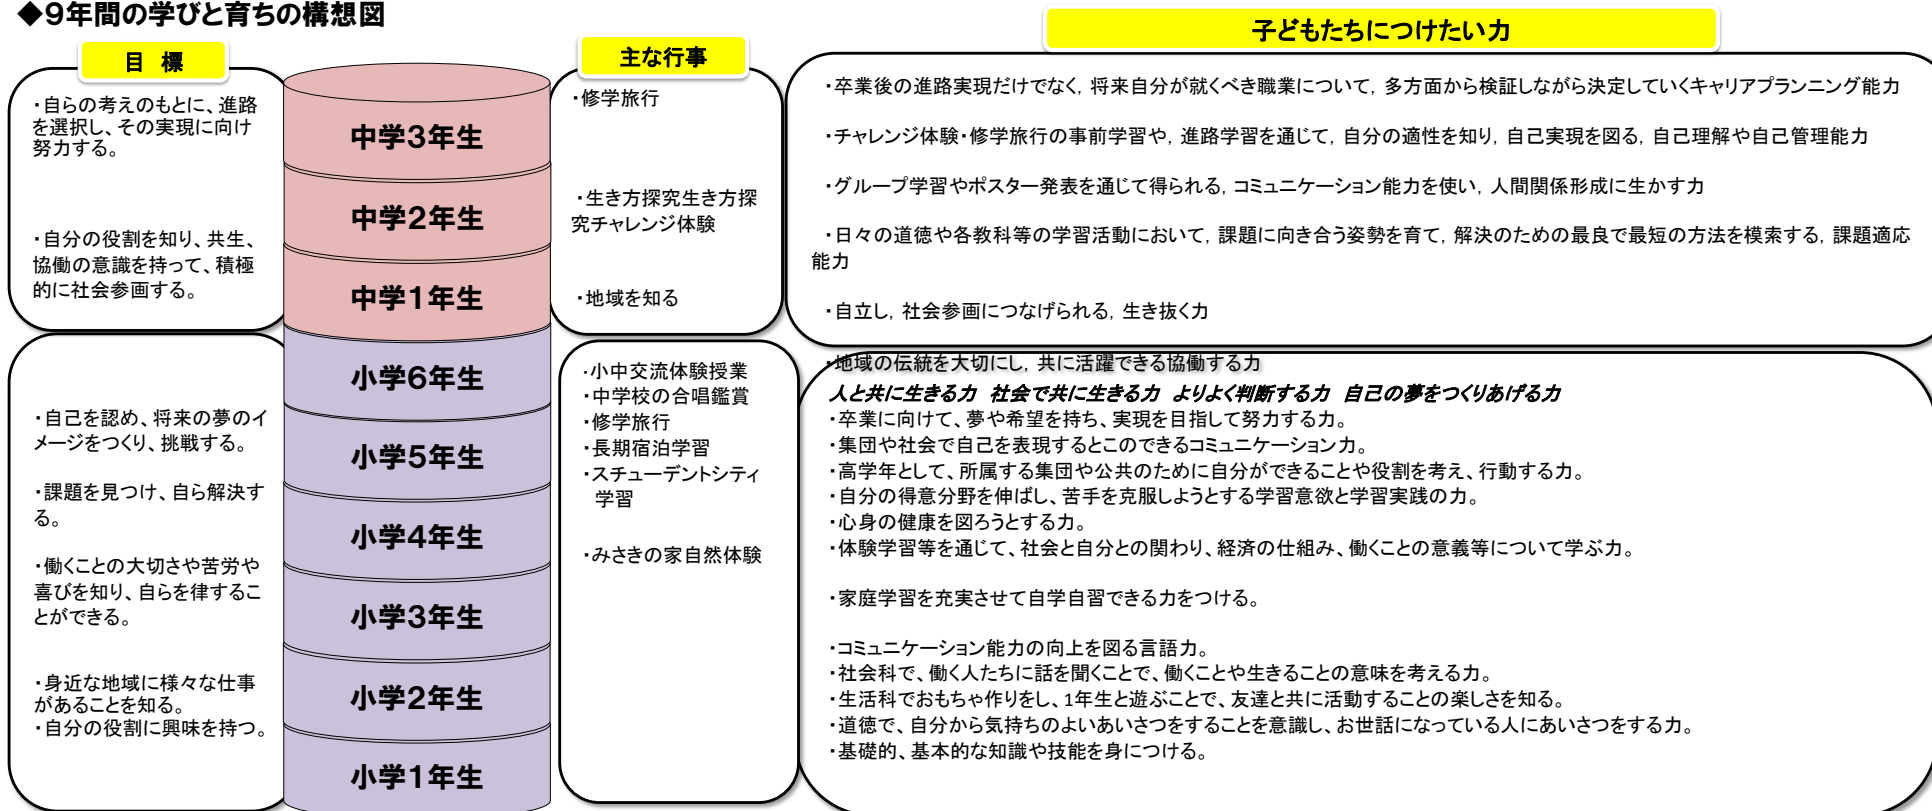 ◆9年間の学びと育ちの構想図
目 標
・自らの考えのもとに、進路
を選択し、その実現に向け
努力する。
・自分の役割を知り、共生、
協働の意識を持って、積極
的に社会参画する。
・自己を認め、将来の夢のイ
メージをつくり、挑戦する。
・課題を見つけ、自ら解決す
る。
・働くことの大切さや苦労や
喜びを知り、自らを律するこ
とができる。
・身近な地域に様々な仕事
があることを知る。
・自分の役割に興味を持つ。
中学3年生
中学2年生
中学1年生
小学6年生
小学5年生
小学4年生
小学3年生
小学2年生
小学1年生
主な行事
・修学旅行
・生き方探究生き方探
究チャレンジ体験
・地域を知る
・小中交流体験授業
・中学校の合唱鑑賞
・修学旅行
・長期宿泊学習
・スチューデントシティ
学習
・みさきの家自然体験
子どもたちにつけたい力
・卒業後の進路実現だけでなく，将来自分が就くべき職業について，多方面から検証しながら決定していくキャリアプランニング能力
・チャレンジ体験・修学旅行の事前学習や，進路学習を通じて，自分の適性を知り，自己実現を図る，自己理解や自己管理能力
・グループ学習やポスター発表を通じて得られる，コミュニケーション能力を使い，人間関係形成に生かす力
・日々の道徳や各教科等の学習活動において，課題に向き合う姿勢を育て，解決のための最良で最短の方法を模索する，課題適応
能力
・自立し，社会参画につなげられる，生き抜く力
・地域の伝統を大切にし，共に活躍できる協働する力
人と共に生きる力 社会で共に生きる力 よりよく判断する力 自己の夢をつくりあげる力
・卒業に向けて、夢や希望を持ち、実現を目指して努力する力。
・集団や社会で自己を表現するとこのできるコミュニケーション力。
・高学年として、所属する集団や公共のために自分ができることや役割を考え、行動する力。
・自分の得意分野を伸ばし、苦手を克服しようとする学習意欲と学習実践の力。
・心身の健康を図ろうとする力。
・体験学習等を通じて、社会と自分との関わり、経済の仕組み、働くことの意義等について学ぶ力。
・家庭学習を充実させて自学自習できる力をつける。
・コミュニケーション能力の向上を図る言語力。
・社会科で、働く人たちに話を聞くことで、働くことや生きることの意味を考える力。
・生活科でおもちゃ作りをし、1年生と遊ぶことで、友達と共に活動することの楽しさを知る。
・道徳で、自分から気持ちのよいあいさつをすることを意識し、お世話になっている人にあいさつをする力。
・基礎的、基本的な知識や技能を身につける。